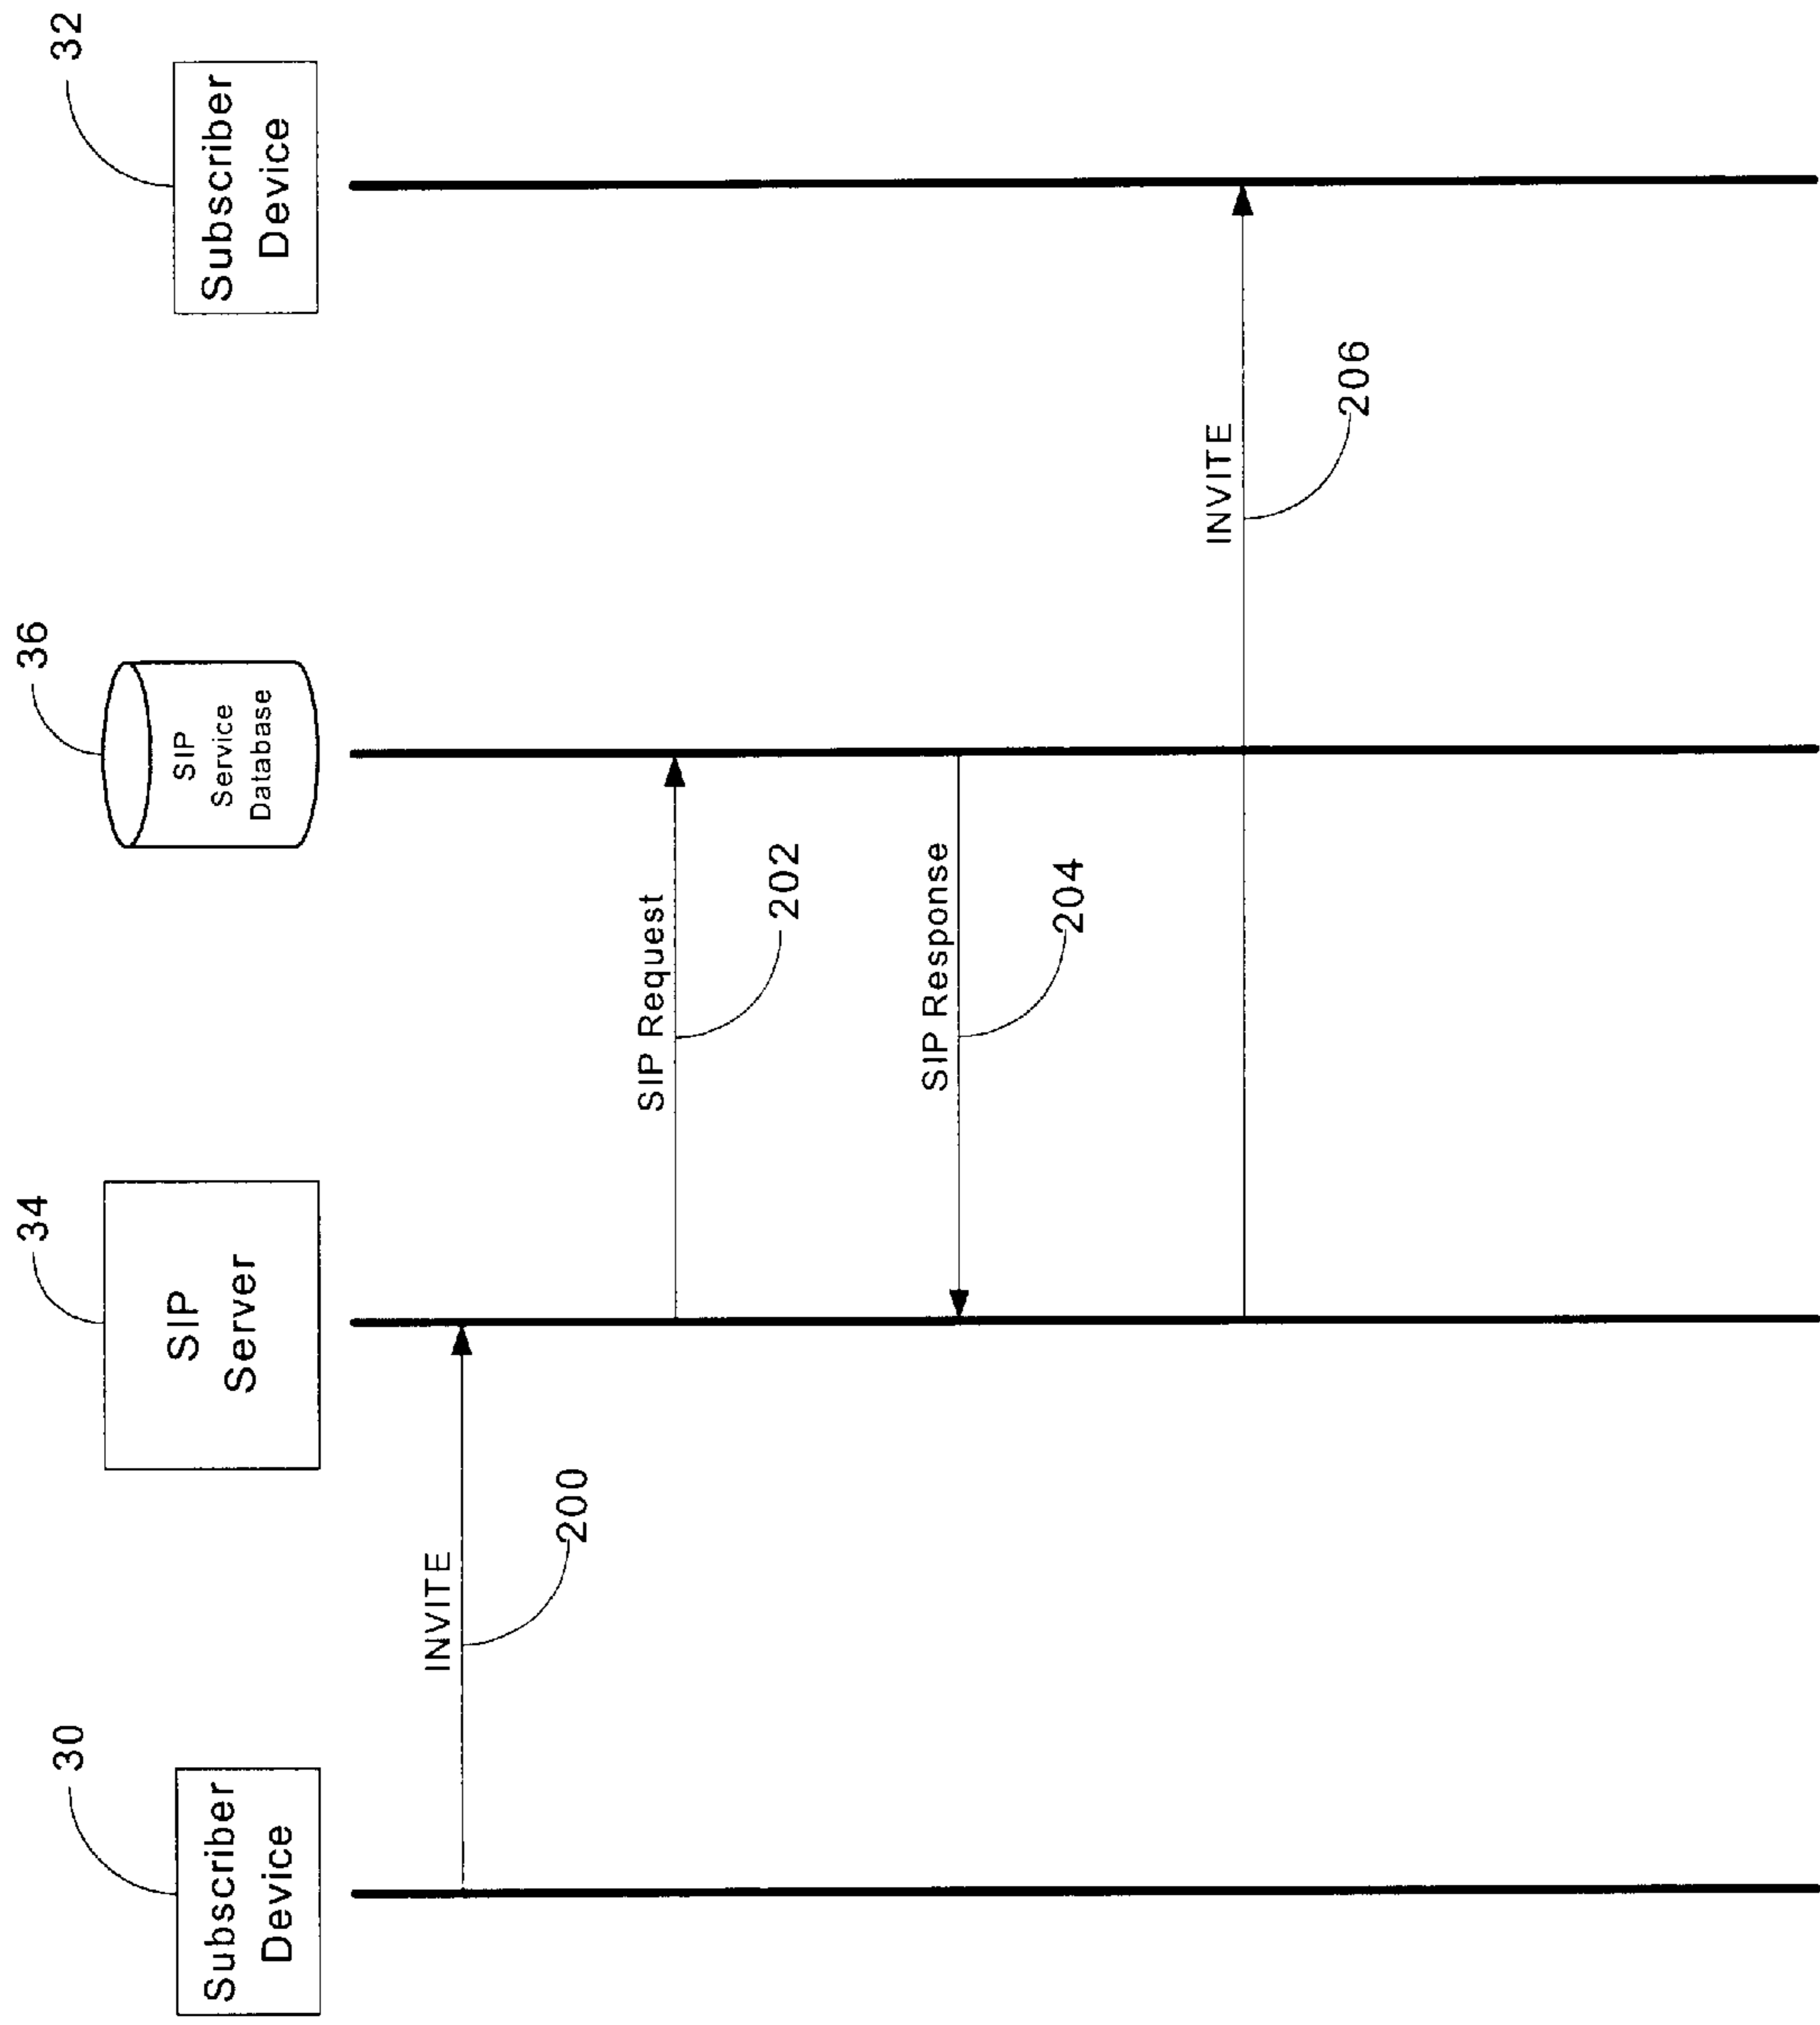 30
34
36
32
Subscriber
Device
SIP
Server
SIP
Service
Database
Subscriber
Device
INVITE
200
SIP Request
202
SIP Response
204
INVITE
206